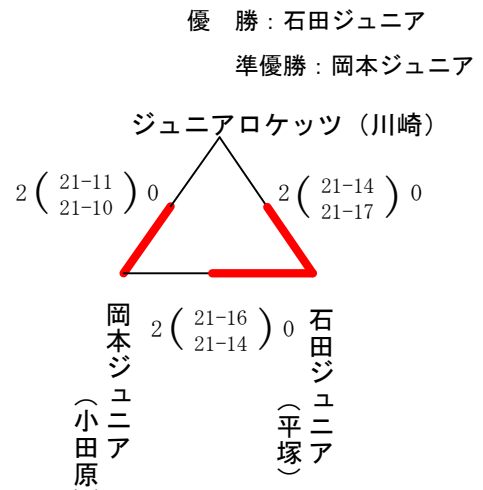 優　勝：石田ジュニア
準優勝：岡本ジュニア
ジュニアロケッツ（川崎）
2 ( 21-11 21-10 ) 0
2 ( 21-14 21-17 ) 0
2 ( 21-16 21-14 ) 0
岡本ジュニア
（小田原
石田ジュニア
（平塚）